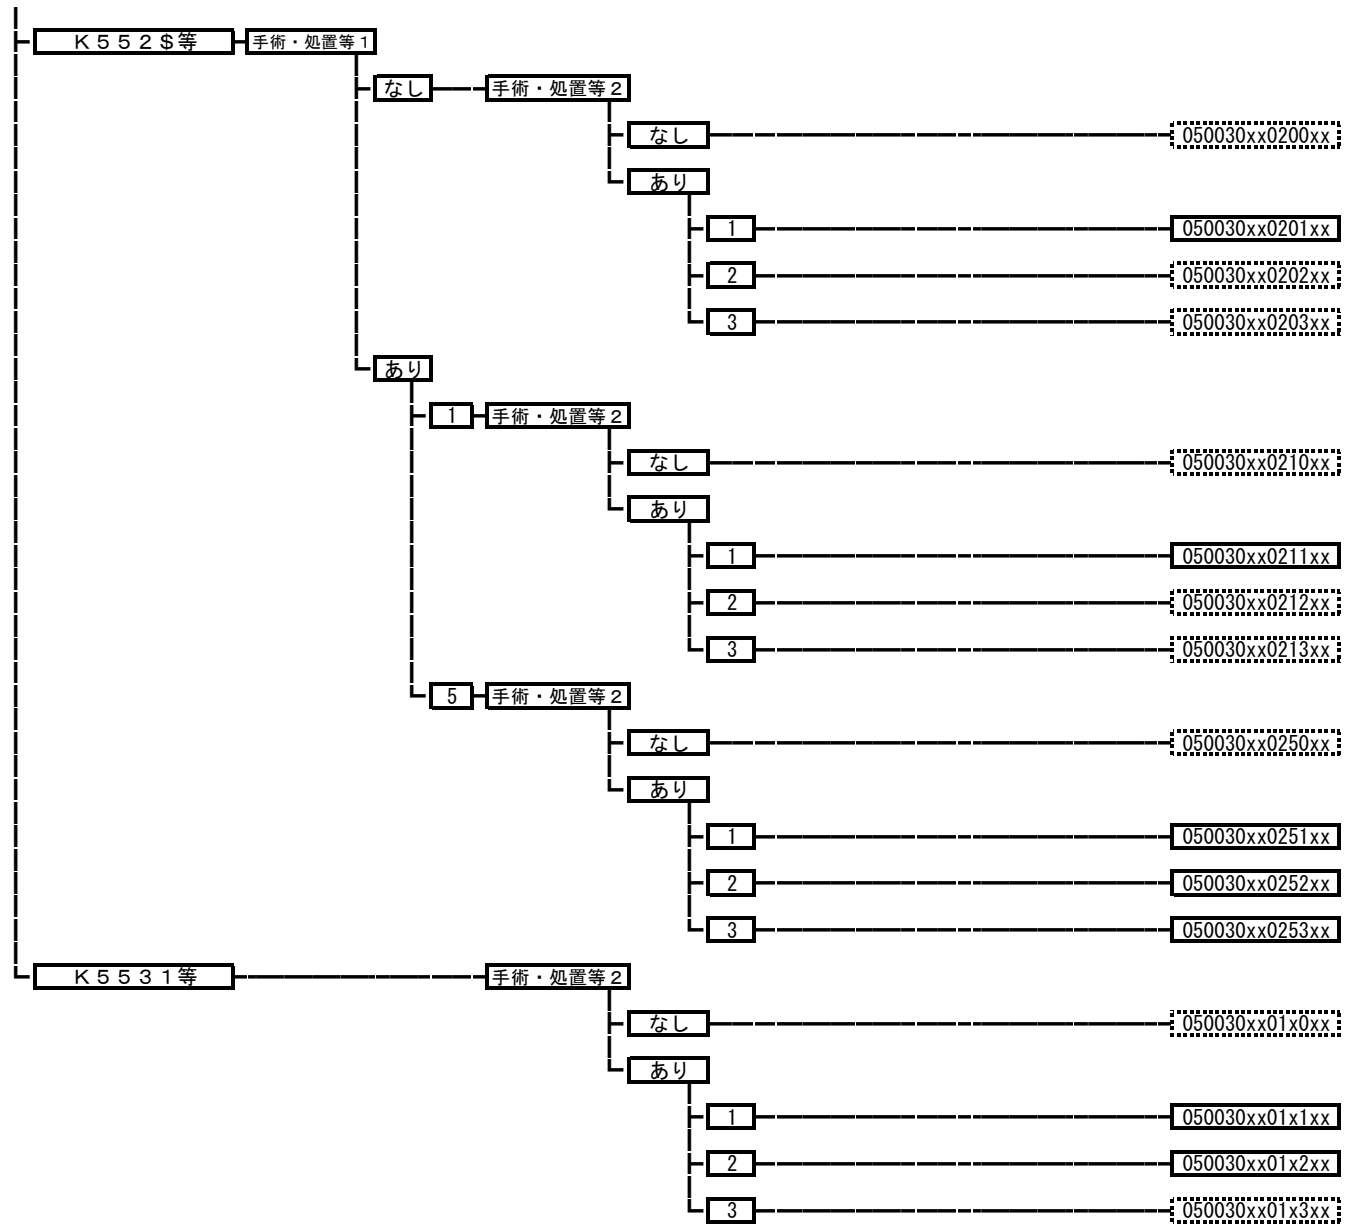 Ｋ５５２＄等 手術・処置等１
なし 手術・処置等２
なし 050030xx0200xx
あり
1 050030xx0201xx
2 050030xx0202xx
3 050030xx0203xx
あり
1 手術・処置等２
なし 050030xx0210xx
あり
1 050030xx0211xx
2 050030xx0212xx
3 050030xx0213xx
5 手術・処置等２
なし 050030xx0250xx
あり
1 050030xx0251xx
2 050030xx0252xx
3 050030xx0253xx
Ｋ５５３１等 手術・処置等２
なし 050030xx01x0xx
あり
1 050030xx01x1xx
2 050030xx01x2xx
3 050030xx01x3xx